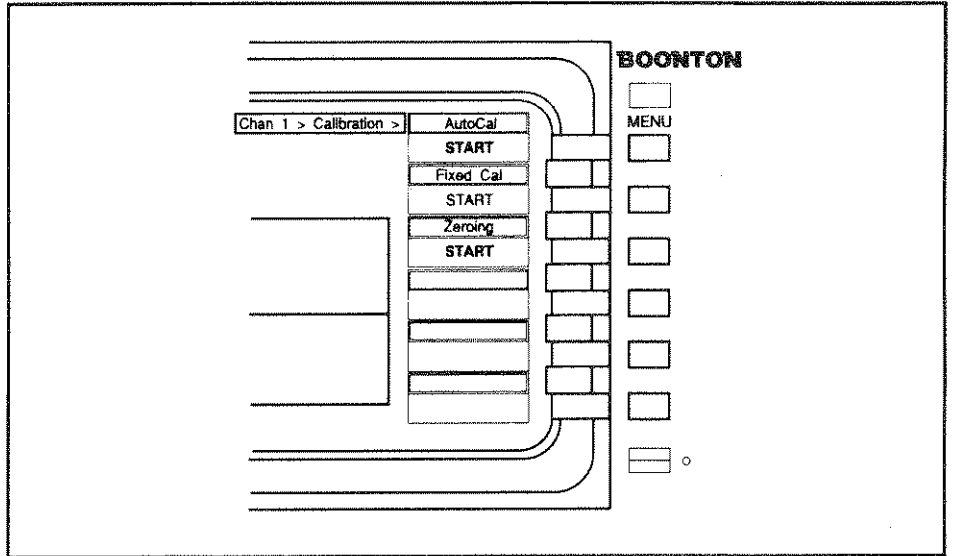 BOONTON
MENU
Chan 1 > Calibration >
AutoCal
START
Fixed Cal
START
Zeroing
START